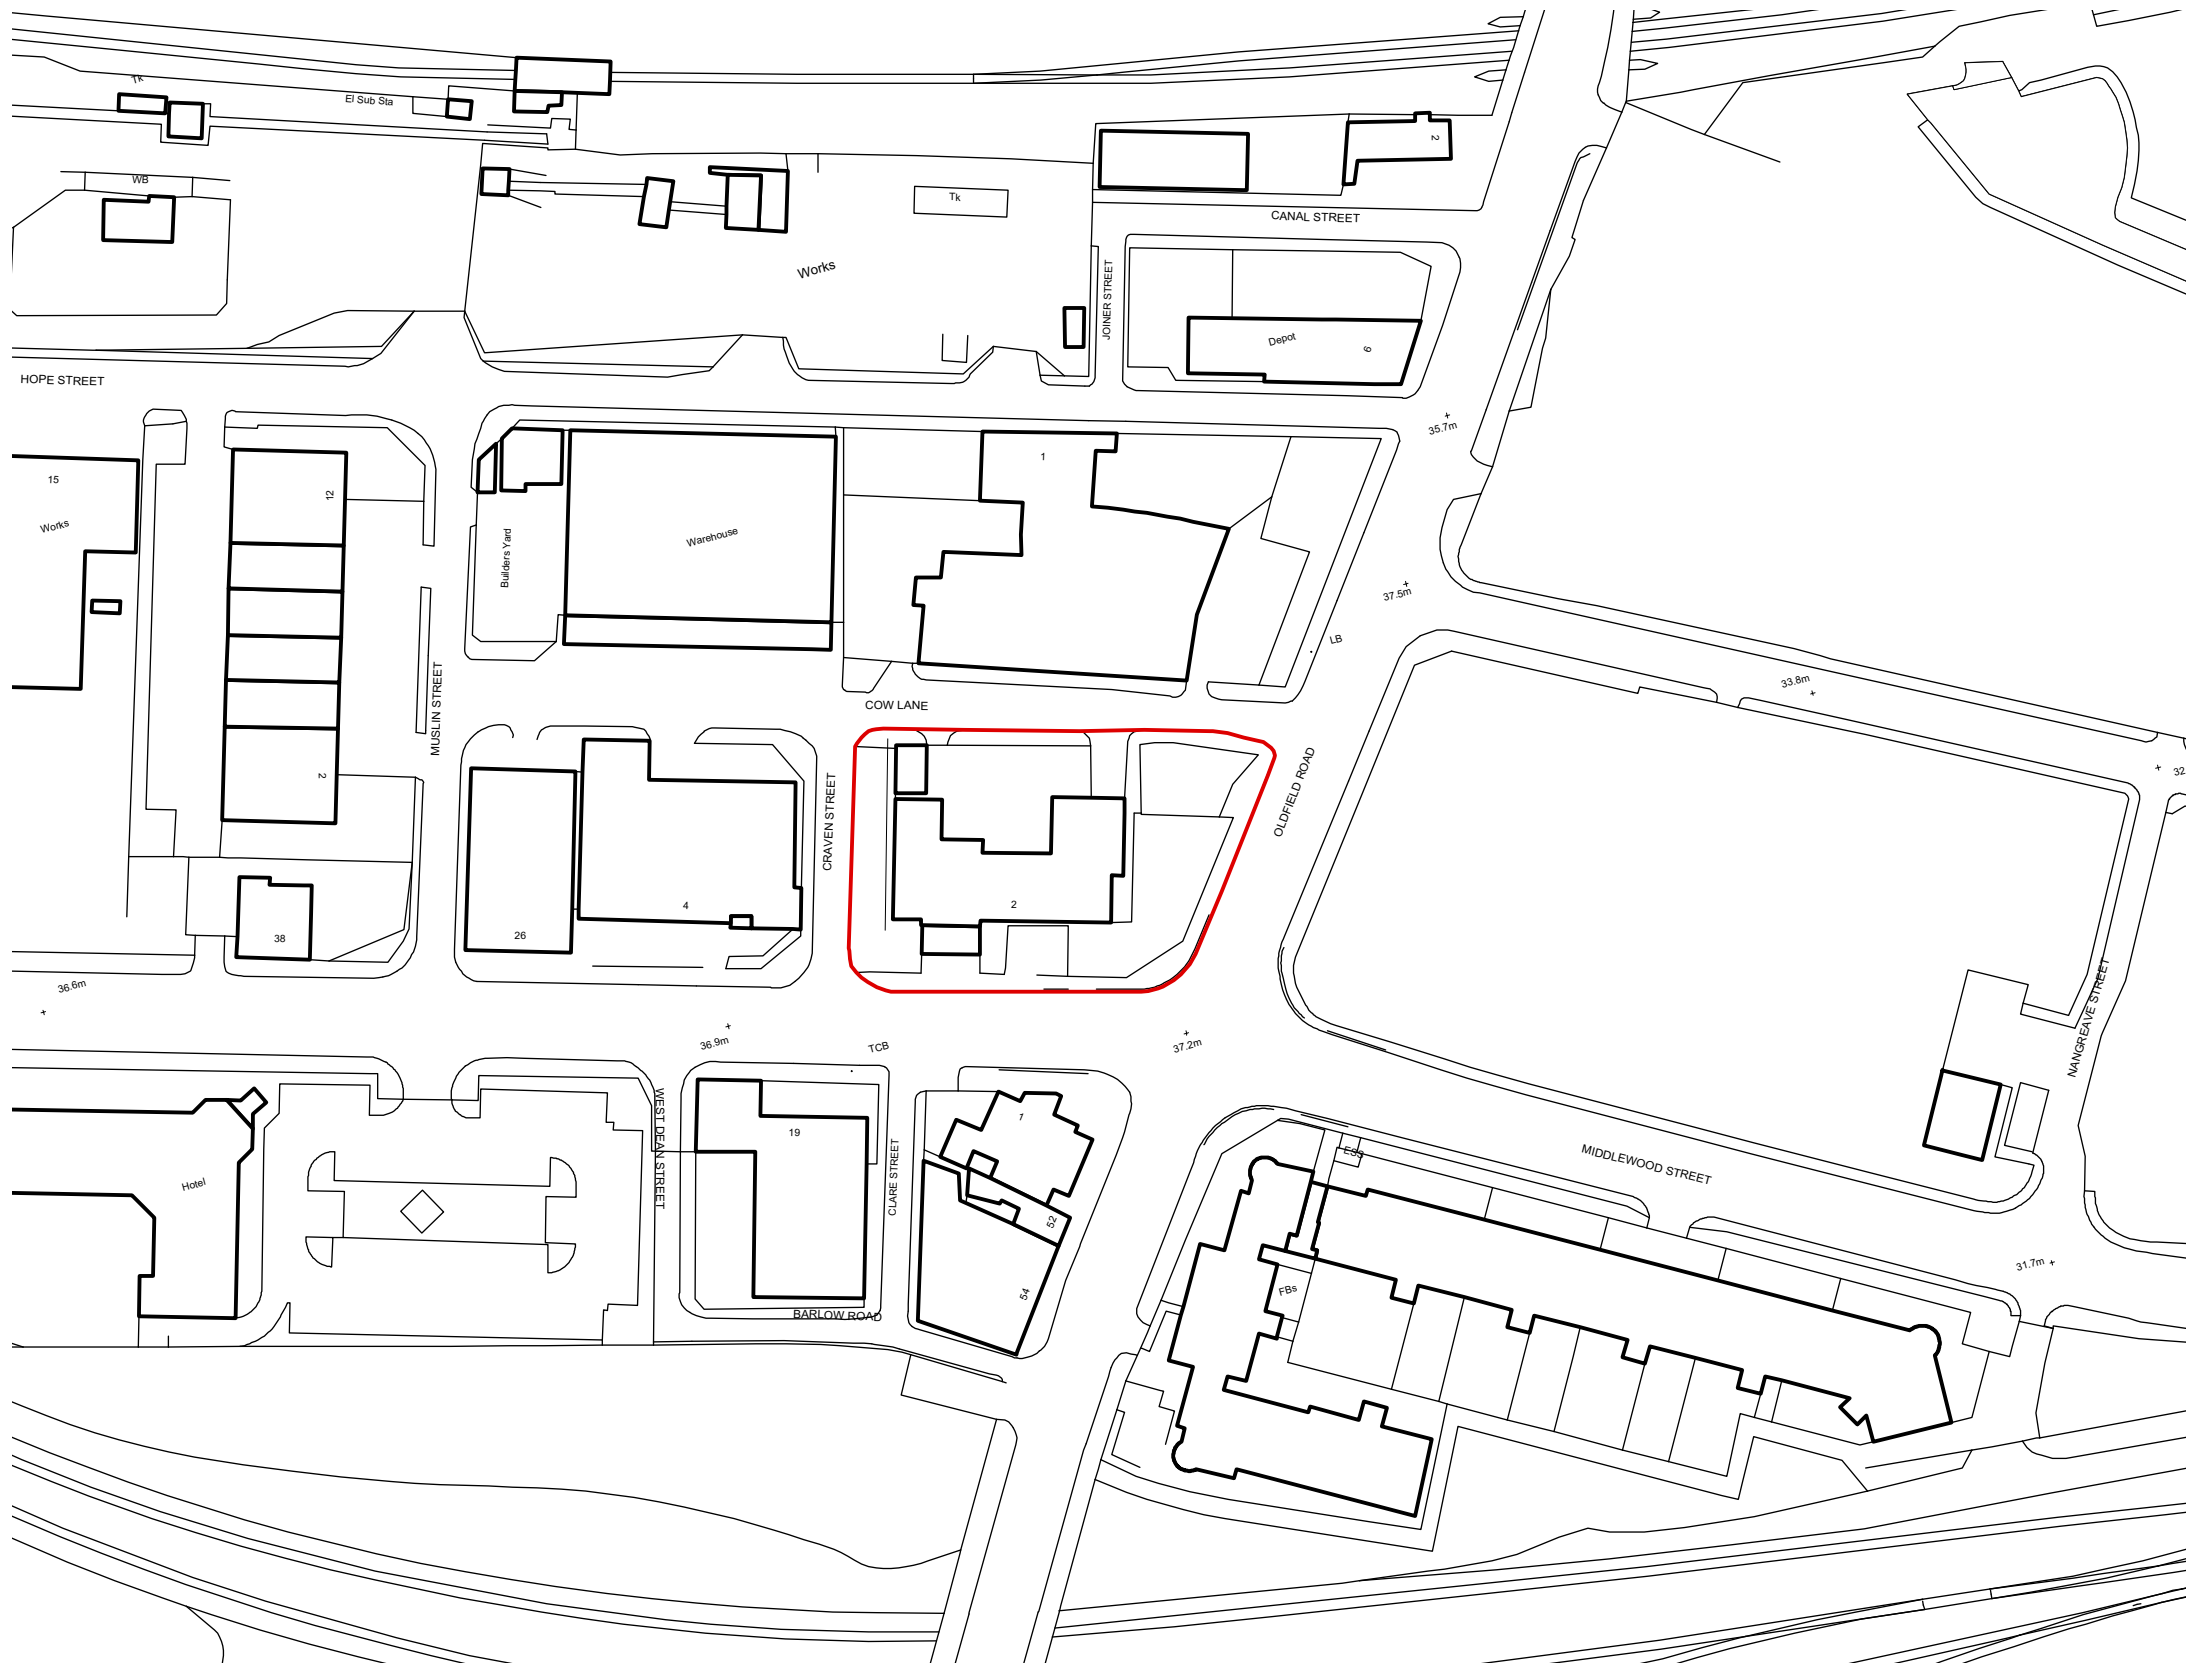 Tk
El Sub Sta
WB
Tk
2
CANAL STREET
Works
JOINER STREET
Depot
6
HOPE STREET
35.7m
15
Works
12
Builders Yard
Warehouse
1
37.5m
LB
33.8m
MUSLIN STREET
COW LANE
2
32.
CRAVEN STREET
OLDFIELD ROAD
38
26
4
2
36.6m
36.9m
TCB
37.2m
NANGREAVE STREET
Hotel
WEST DEAN STREET
19
CLARE STREET
1
52
54
ESS
MIDDLEWOOD STREET
FBs
31.7m
BARLOW ROAD